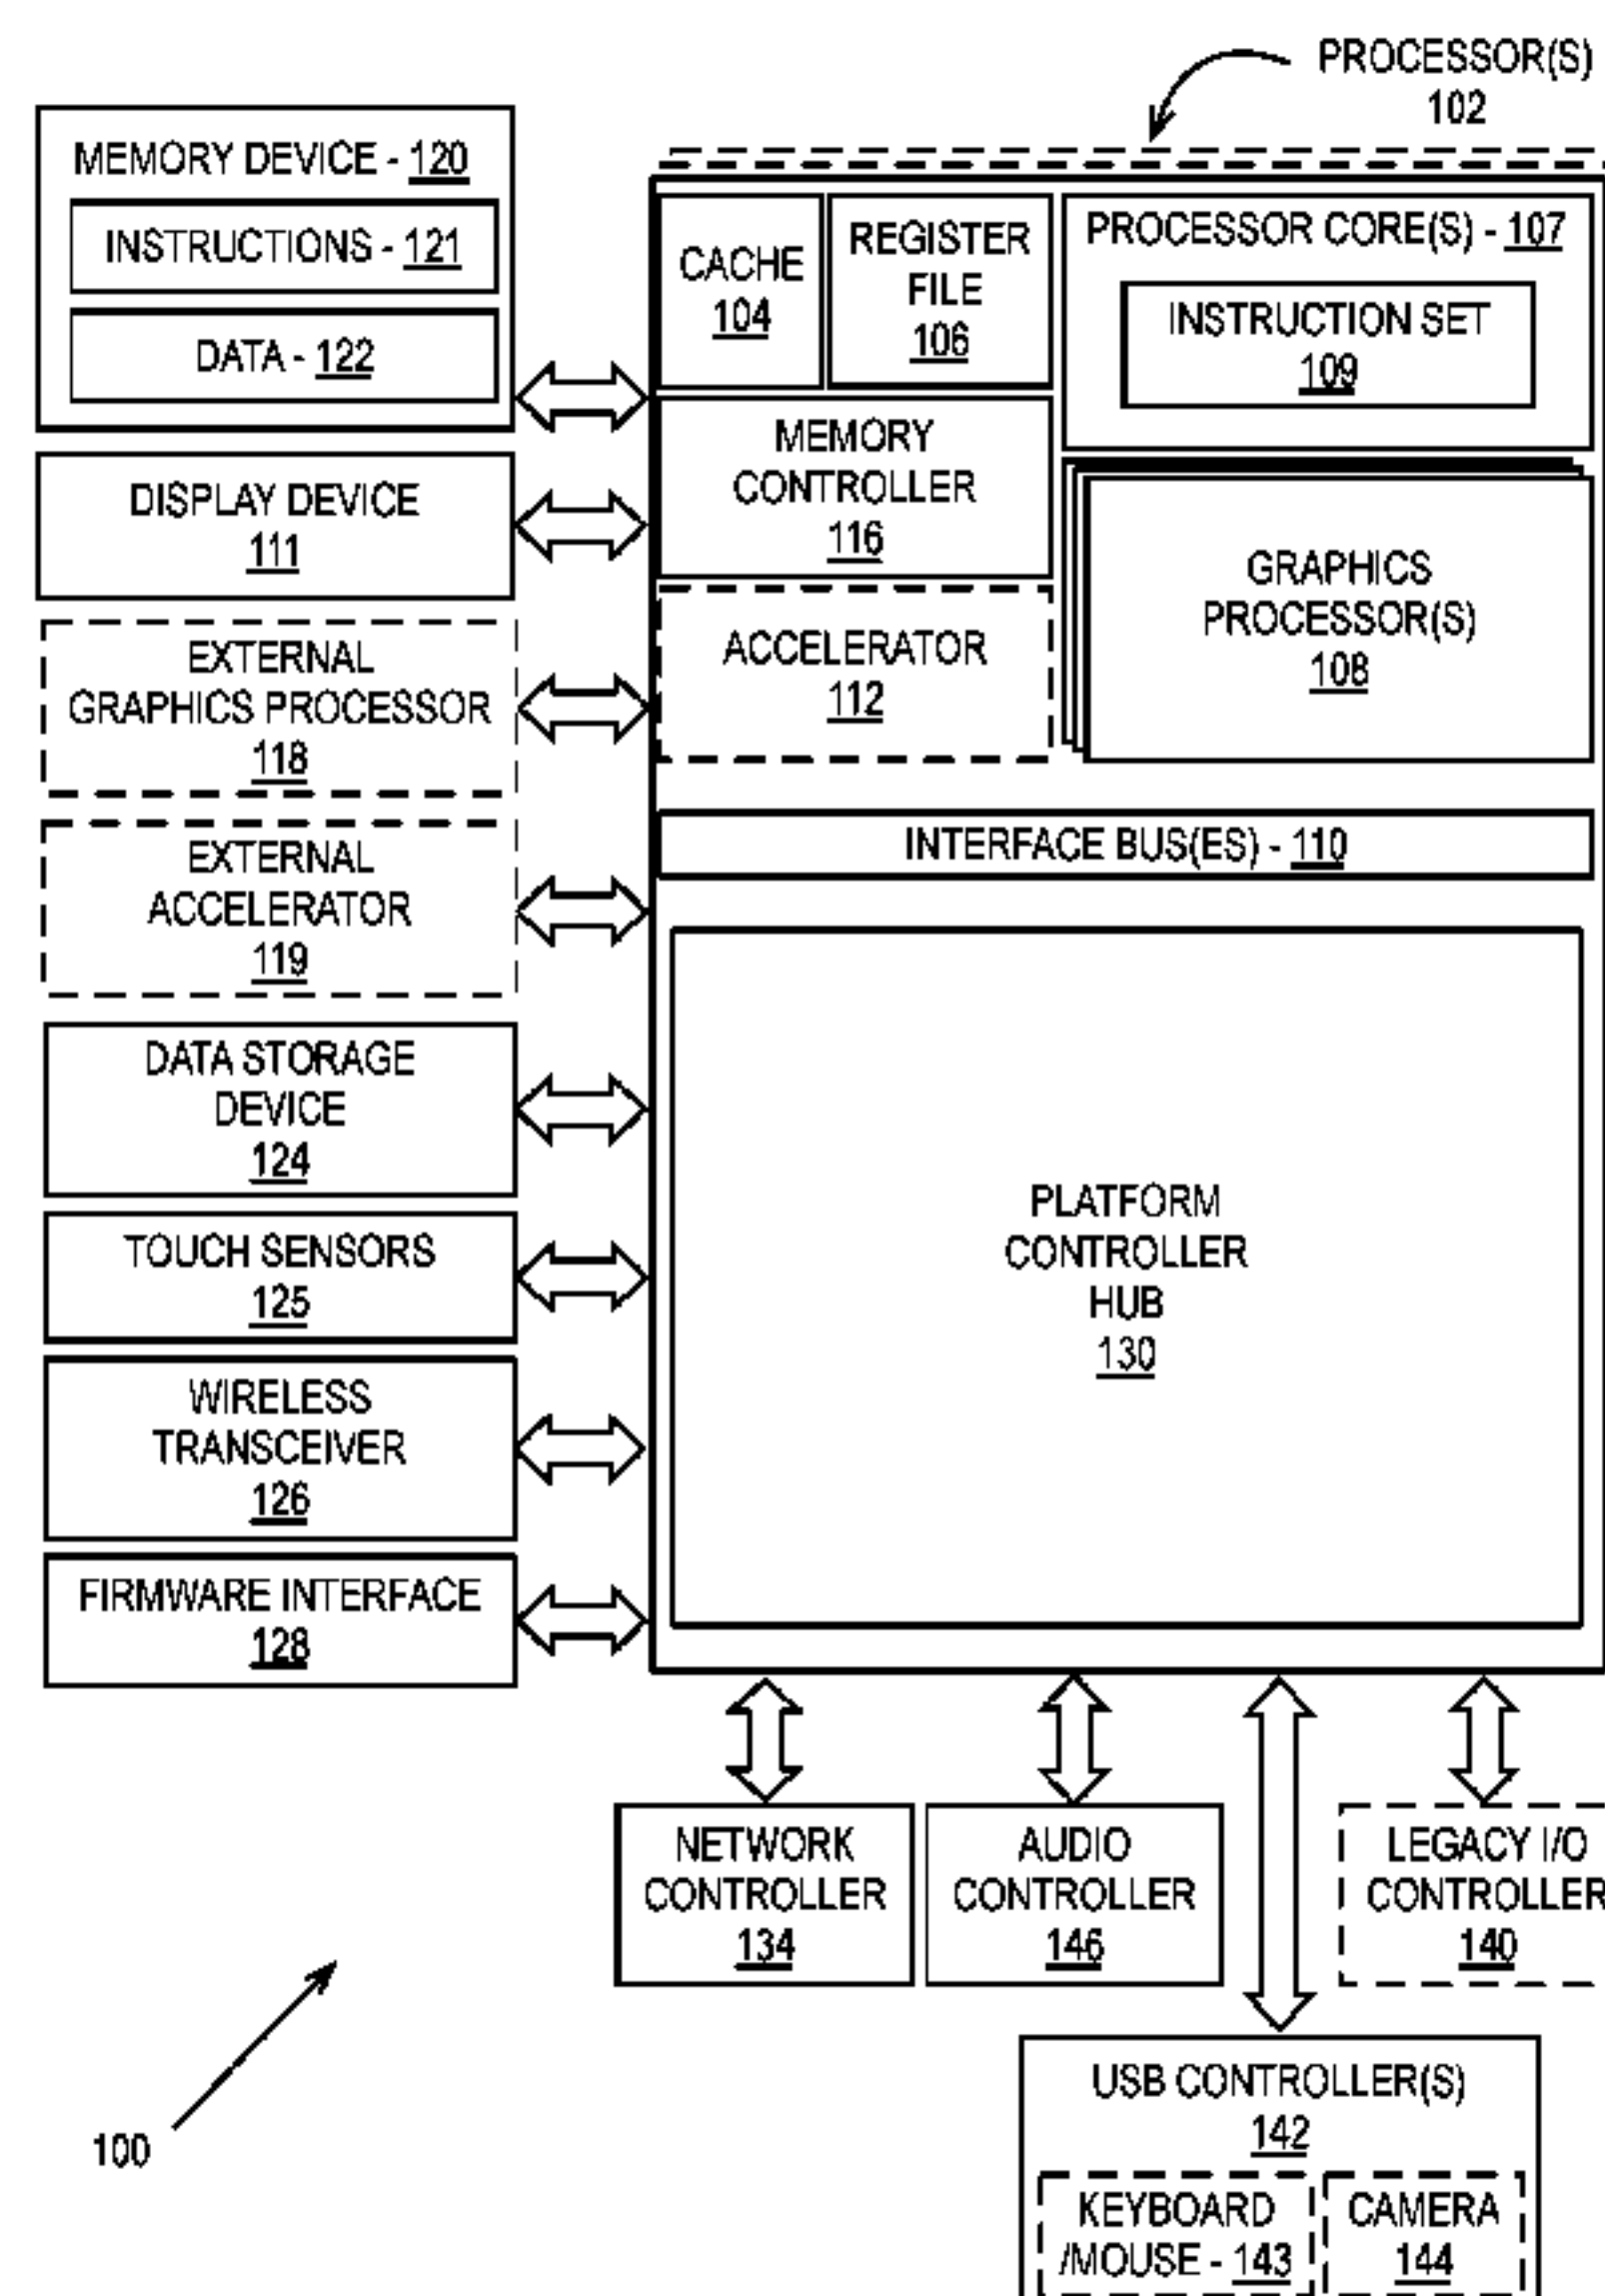 PROCESSOR(S)
102
MEMORY DEVICE - 120
INSTRUCTIONS - 121
DATA - 122
CACHE
104
REGISTER
FILE
106
PROCESSOR CORE(S) - 107
INSTRUCTION SET
109
MEMORY
CONTROLLER
116
DISPLAY DEVICE
111
GRAPHICS
PROCESSOR(S)
108
EXTERNAL
GRAPHICS PROCESSOR
118
ACCELERATOR
112
EXTERNAL
ACCELERATOR
119
INTERFACE BUS(ES) - 110
DATA STORAGE
DEVICE
124
TOUCH SENSORS
125
PLATFORM
CONTROLLER
HUB
130
WIRELESS
TRANSCEIVER
126
FIRMWARE INTERFACE
128
NETWORK
CONTROLLER
134
AUDIO
CONTROLLER
146
LEGACY I/O
CONTROLLER
140
100
USB CONTROLLER(S)
142
KEYBOARD
/MOUSE - 143
CAMERA
144